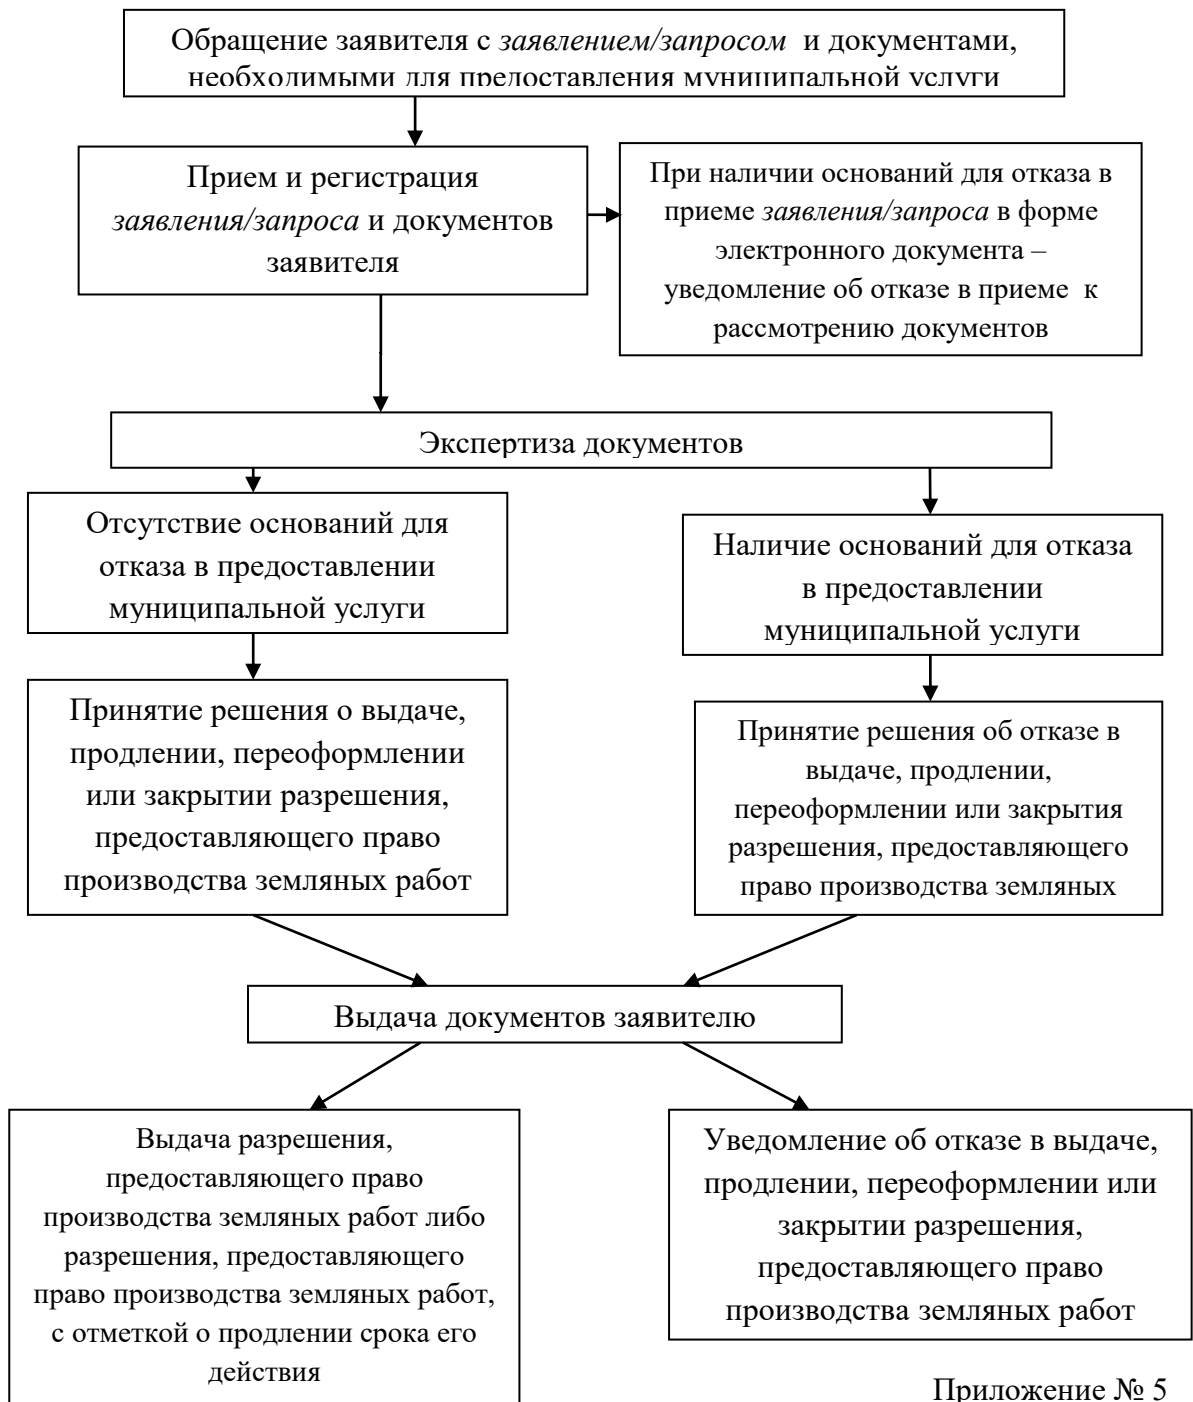 Обращение заявителя с заявлением/запросом и документами,
необходимыми для предоставления муниципальной услуги
Прием и регистрация
заявления/запроса и документов
заявителя
При наличии оснований для отказа в
приеме заявления/запроса в форме
электронного документа –
уведомление об отказе в приеме к
рассмотрению документов
Экспертиза документов
Отсутствие оснований для
отказа в предоставлении
муниципальной услуги
Наличие оснований для отказа
в предоставлении
муниципальной услуги
Принятие решения о выдаче,
продлении, переоформлении
или закрытии разрешения,
предоставляющего право
производства земляных работ
Принятие решения об отказе в
выдаче, продлении,
переоформлении или закрытия
разрешения, предоставляющего
право производства земляных
Выдача документов заявителю
Выдача разрешения,
предоставляющего право
производства земляных работ либо
разрешения, предоставляющего
право производства земляных работ,
с отметкой о продлении срока его
действия
Уведомление об отказе в выдаче,
продлении, переоформлении или
закрытии разрешения,
предоставляющего право
производства земляных работ
Приложение № 5